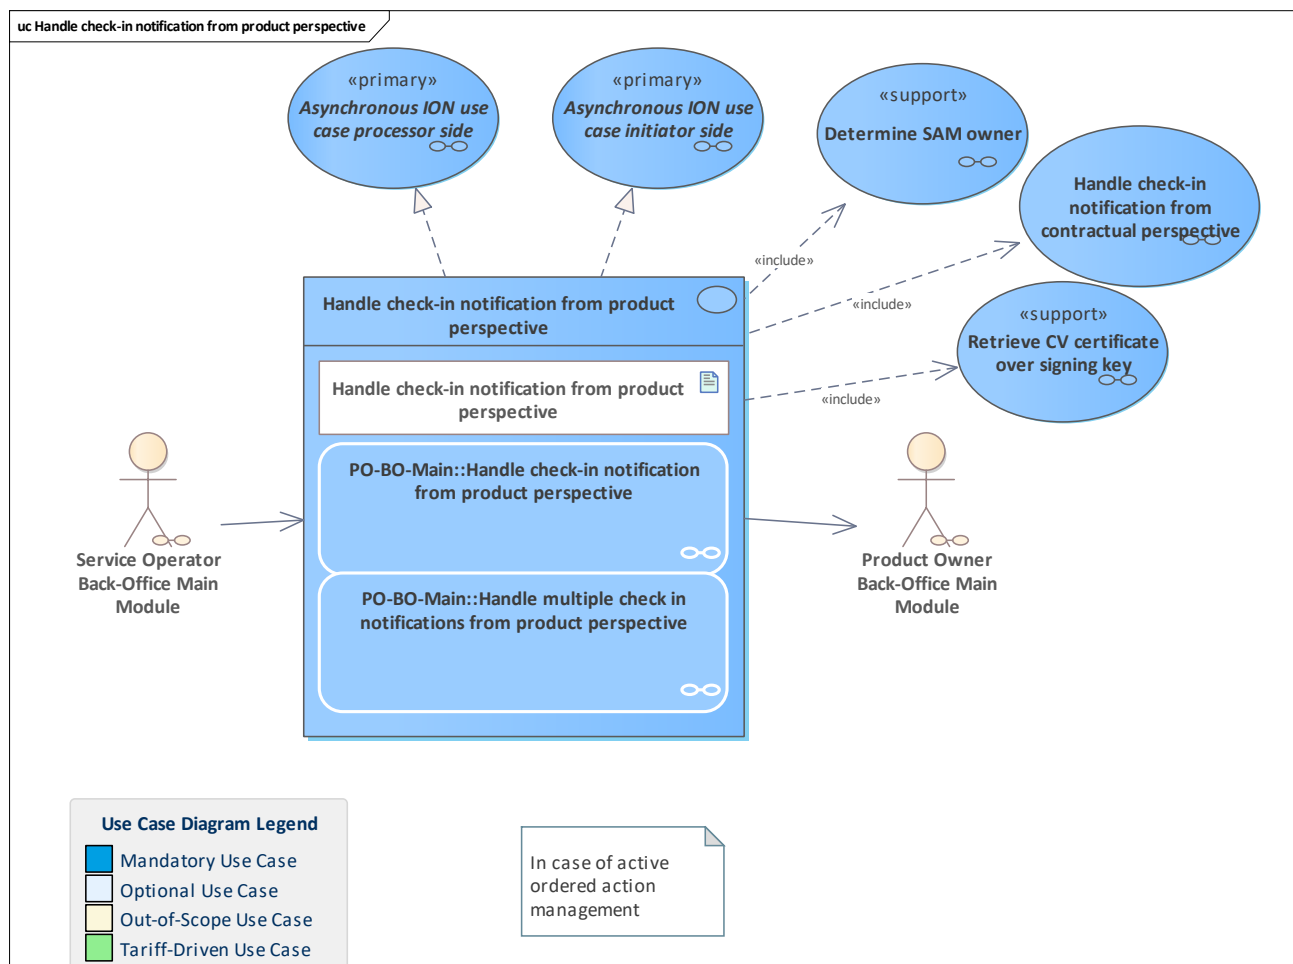 uc Handle check-in notification from product perspective
«primary»
Asynchronous ION use
case processor side
«primary»
Asynchronous ION use
case initiator side
«support»
Determine SAM owner
Handle check-in
notification from
contractual perspective
«include»
«include»
«support»
Retrieve CV certificate
over signing key
«include»
Handle check-in notification from product
perspective
Handle check-in notification from product
perspective
PO-BO-Main::Handle check-in notification
from product perspective
PO-BO-Main::Handle multiple check in
notifications from product perspective
Service Operator
Back-Office Main
Module
Product Owner
Back-Office Main
Module
Use Case Diagram Legend
Mandatory Use Case
Optional Use Case
Out-of-Scope Use Case
Tariff-Driven Use Case
In case of active
ordered action
management